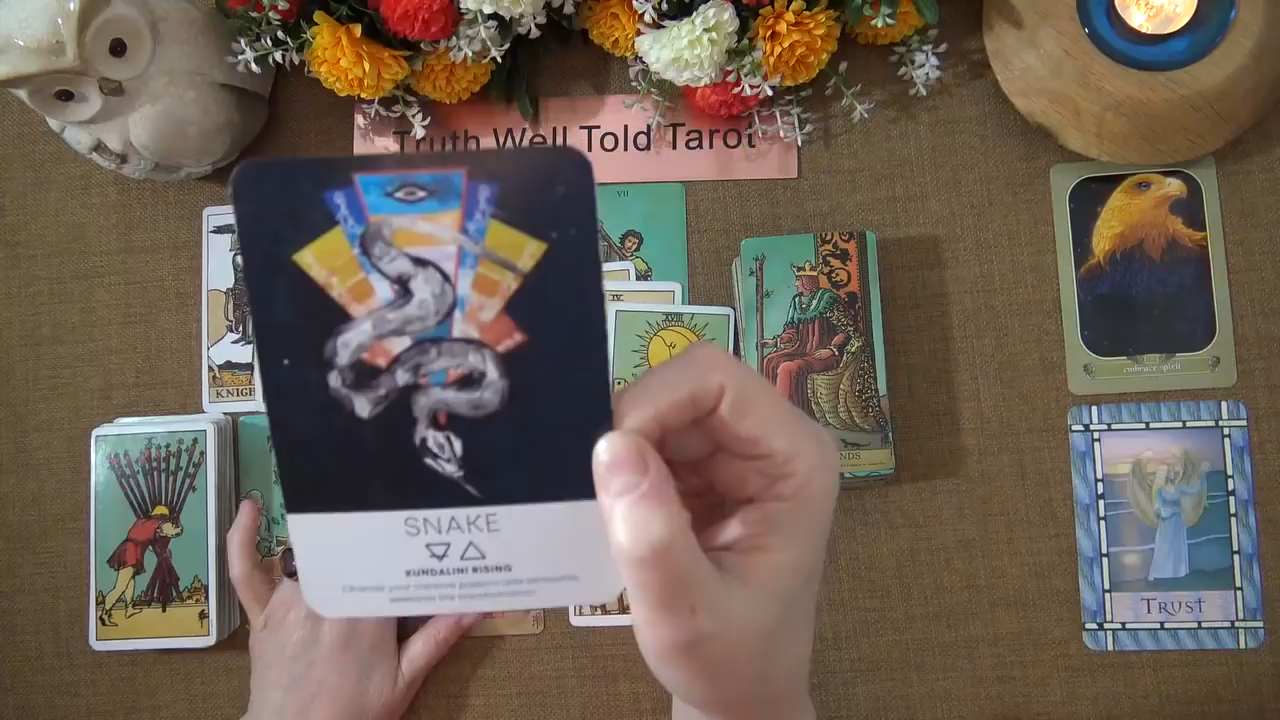 Truth Well Told Tarot
VII
IV
XVIII
KNIGH
NDS
embrace spirit
X
SNAKE
KUNDALINI RISING
TRUST